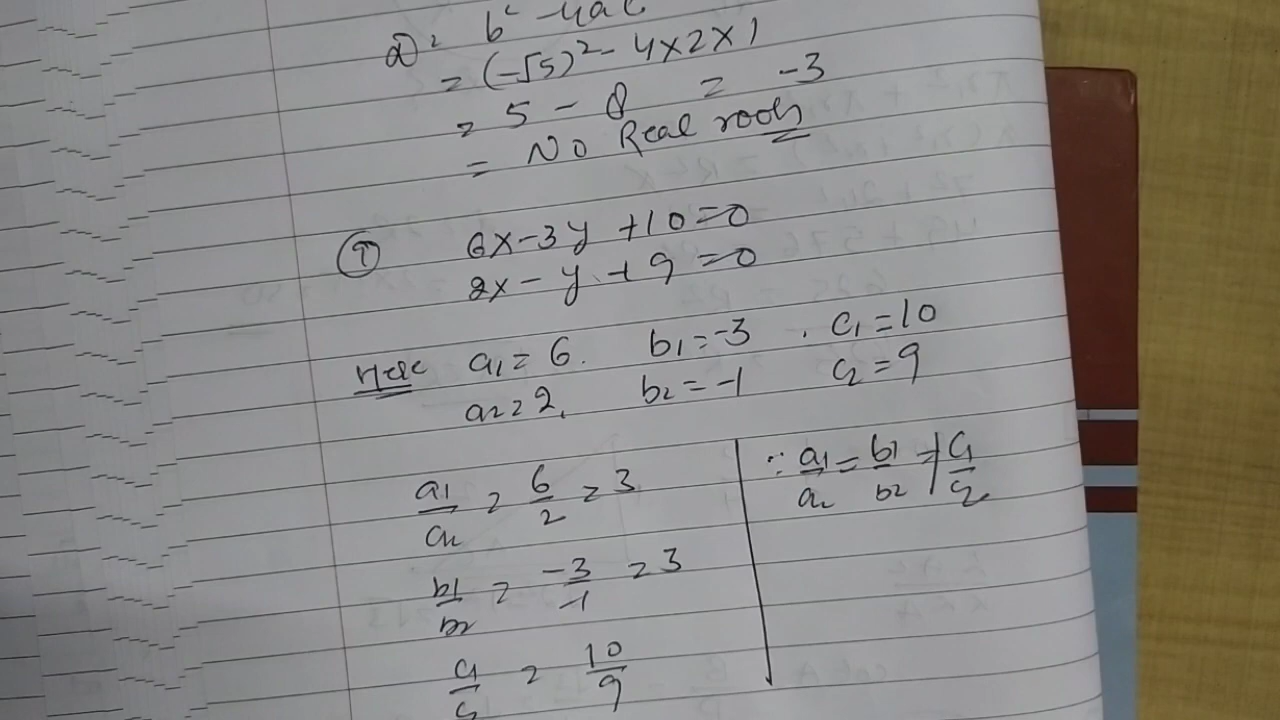 D = b² - 4ac
= (-√5)² - 4×2×1
= 5 - 8 = -3
= No Real roots
⑦ 6x - 3y + 10 = 0
2x - y + 9 = 0
Here a₁ = 6. b₁ = -3 . c₁ = 10
a₂ = 2, b₂ = -1 c₂ = 9
a₁/a₂ = 6/2 = 3
b₁/b₂ = -3/-1 = 3
c₁/c = 10/9
∵ a₁/a₂ = b₁/b₂ ≠ c₁/c₂